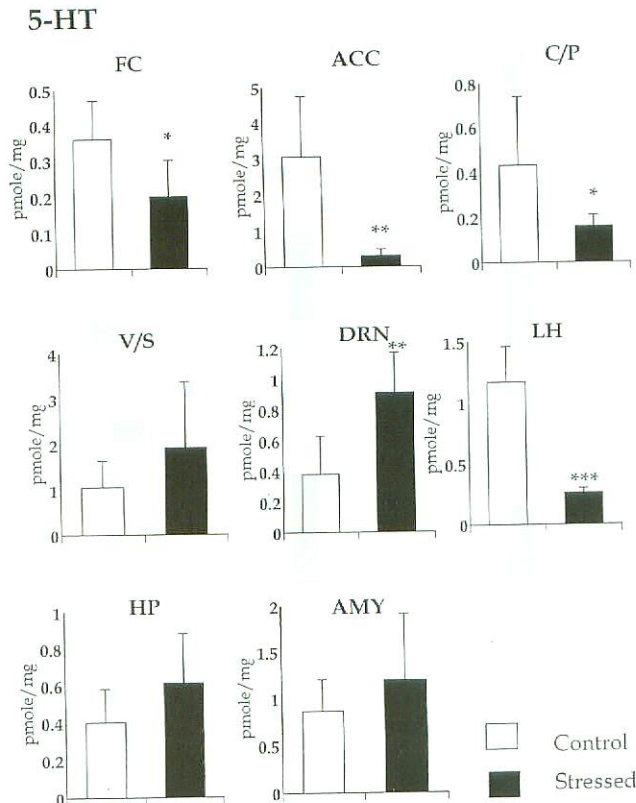 5-HT
FC
pmole/mg
0.5
0.4
0.3
0.2
0.1
0
*
ACC
pmole/mg
5
4
3
2
1
0
**
C/P
pmole/mg
0.8
0.6
0.4
0.2
0
*
V/S
pmole/mg
4
3
2
1
0
DRN
pmole/mg
1.2
1
0.8
0.6
0.4
0.2
0
**
LH
pmole/mg
1.5
1
0.5
0
***
HP
pmole/mg
1
0.8
0.6
0.4
0.2
0
AMY
pmole/mg
2
1.5
1
0.5
0
Control
Stressed